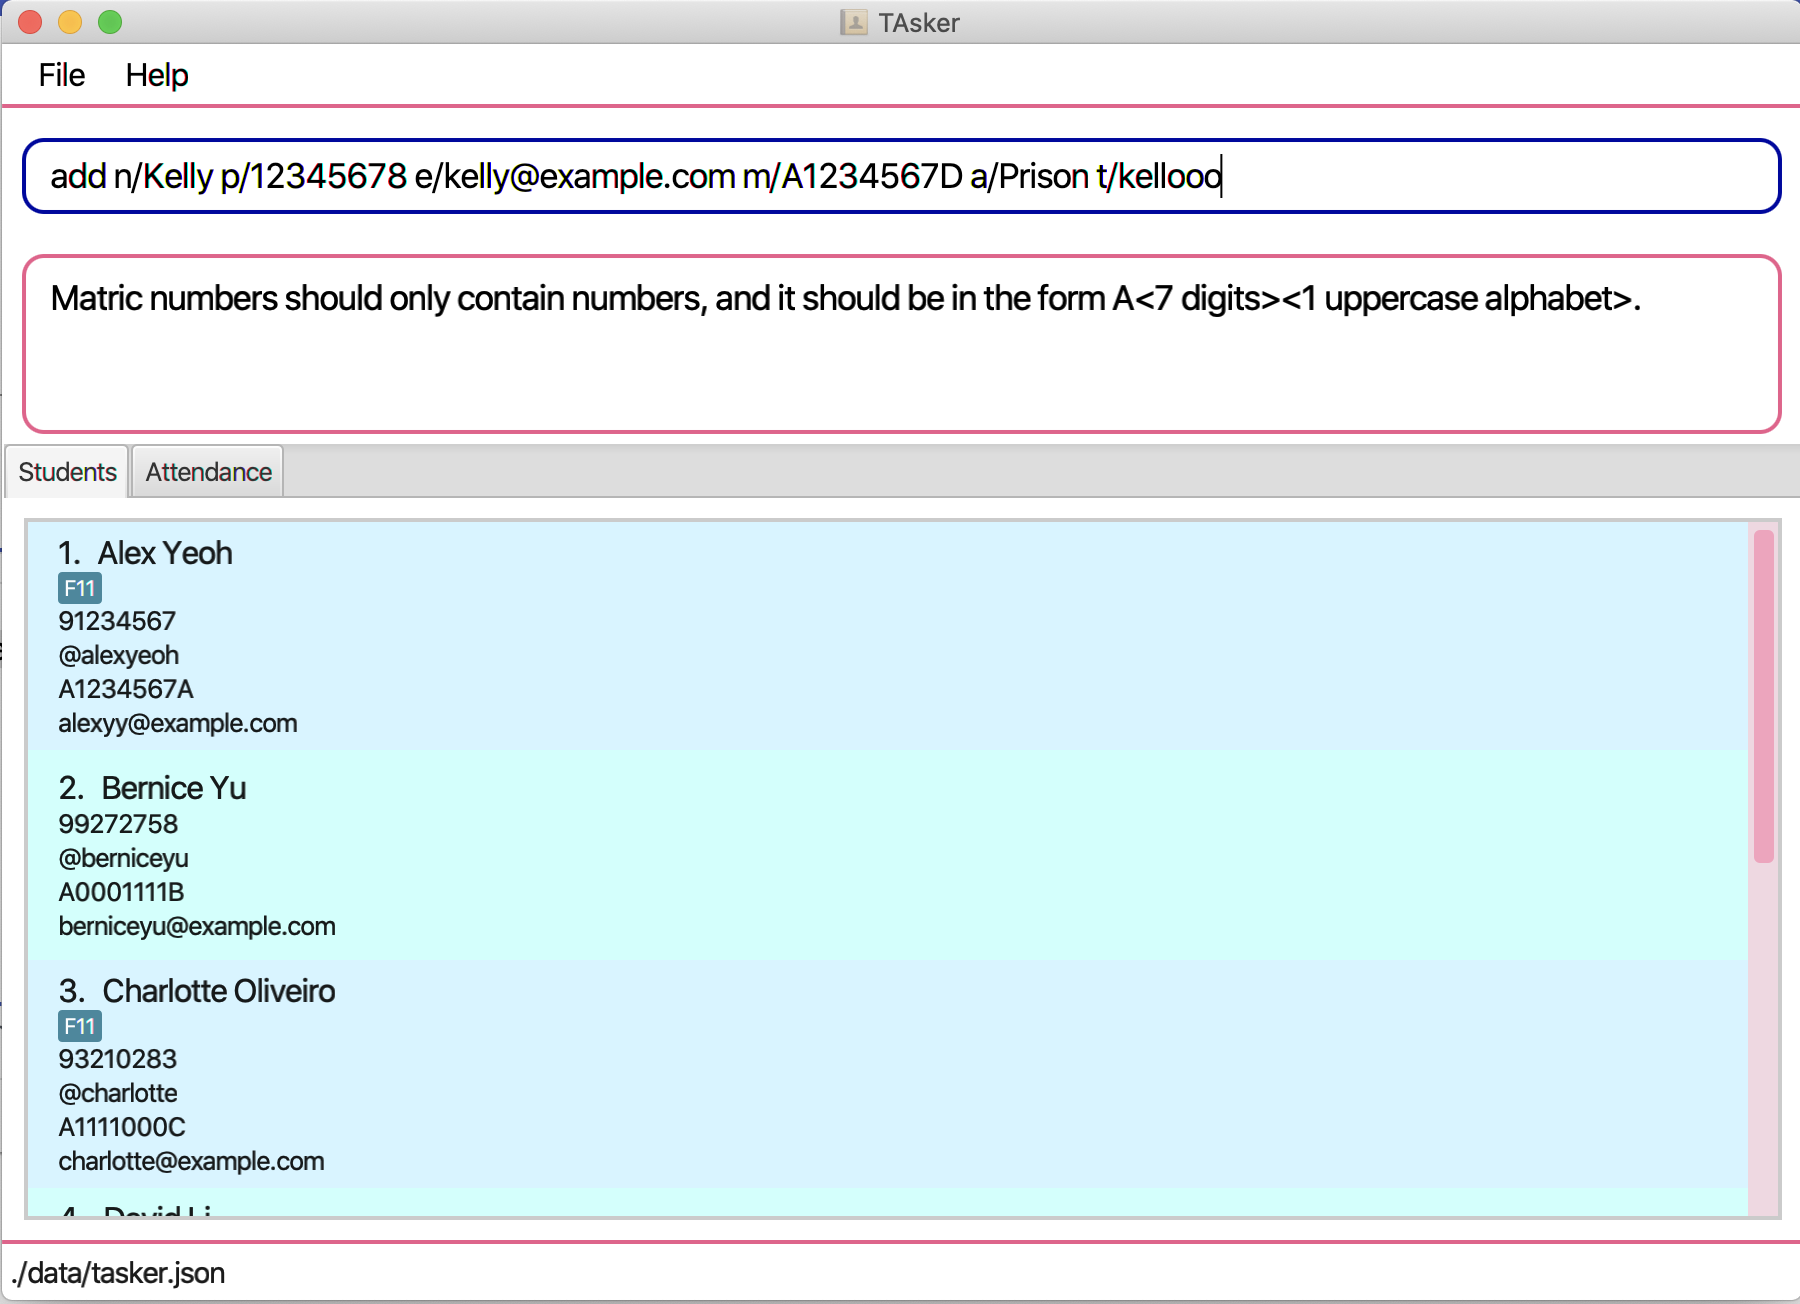 TAsker
File Help
add n/Kelly p/12345678 e/kelly@example.com m/A1234567D a/Prison t/kellooo
Matric numbers should only contain numbers, and it should be in the form A<7 digits><1 uppercase alphabet>.
Students Attendance
1. Alex Yeoh
F11
91234567
@alexyeoh
A1234567A
alexyy@example.com
2. Bernice Yu
99272758
@berniceyu
A0001111B
berniceyu@example.com
3. Charlotte Oliveiro
F11
93210283
@charlotte
A1111000C
charlotte@example.com
4. David Li
./data/tasker.json